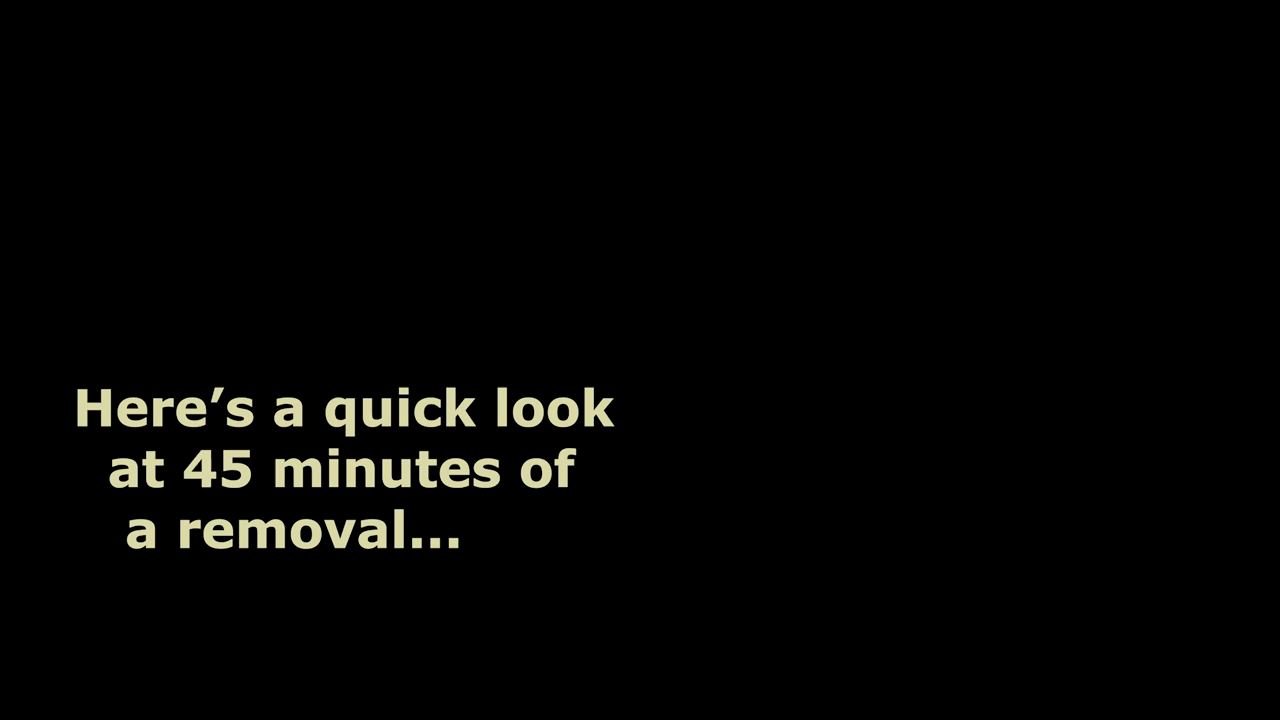 Here’s a quick look
at 45 minutes of
a removal...